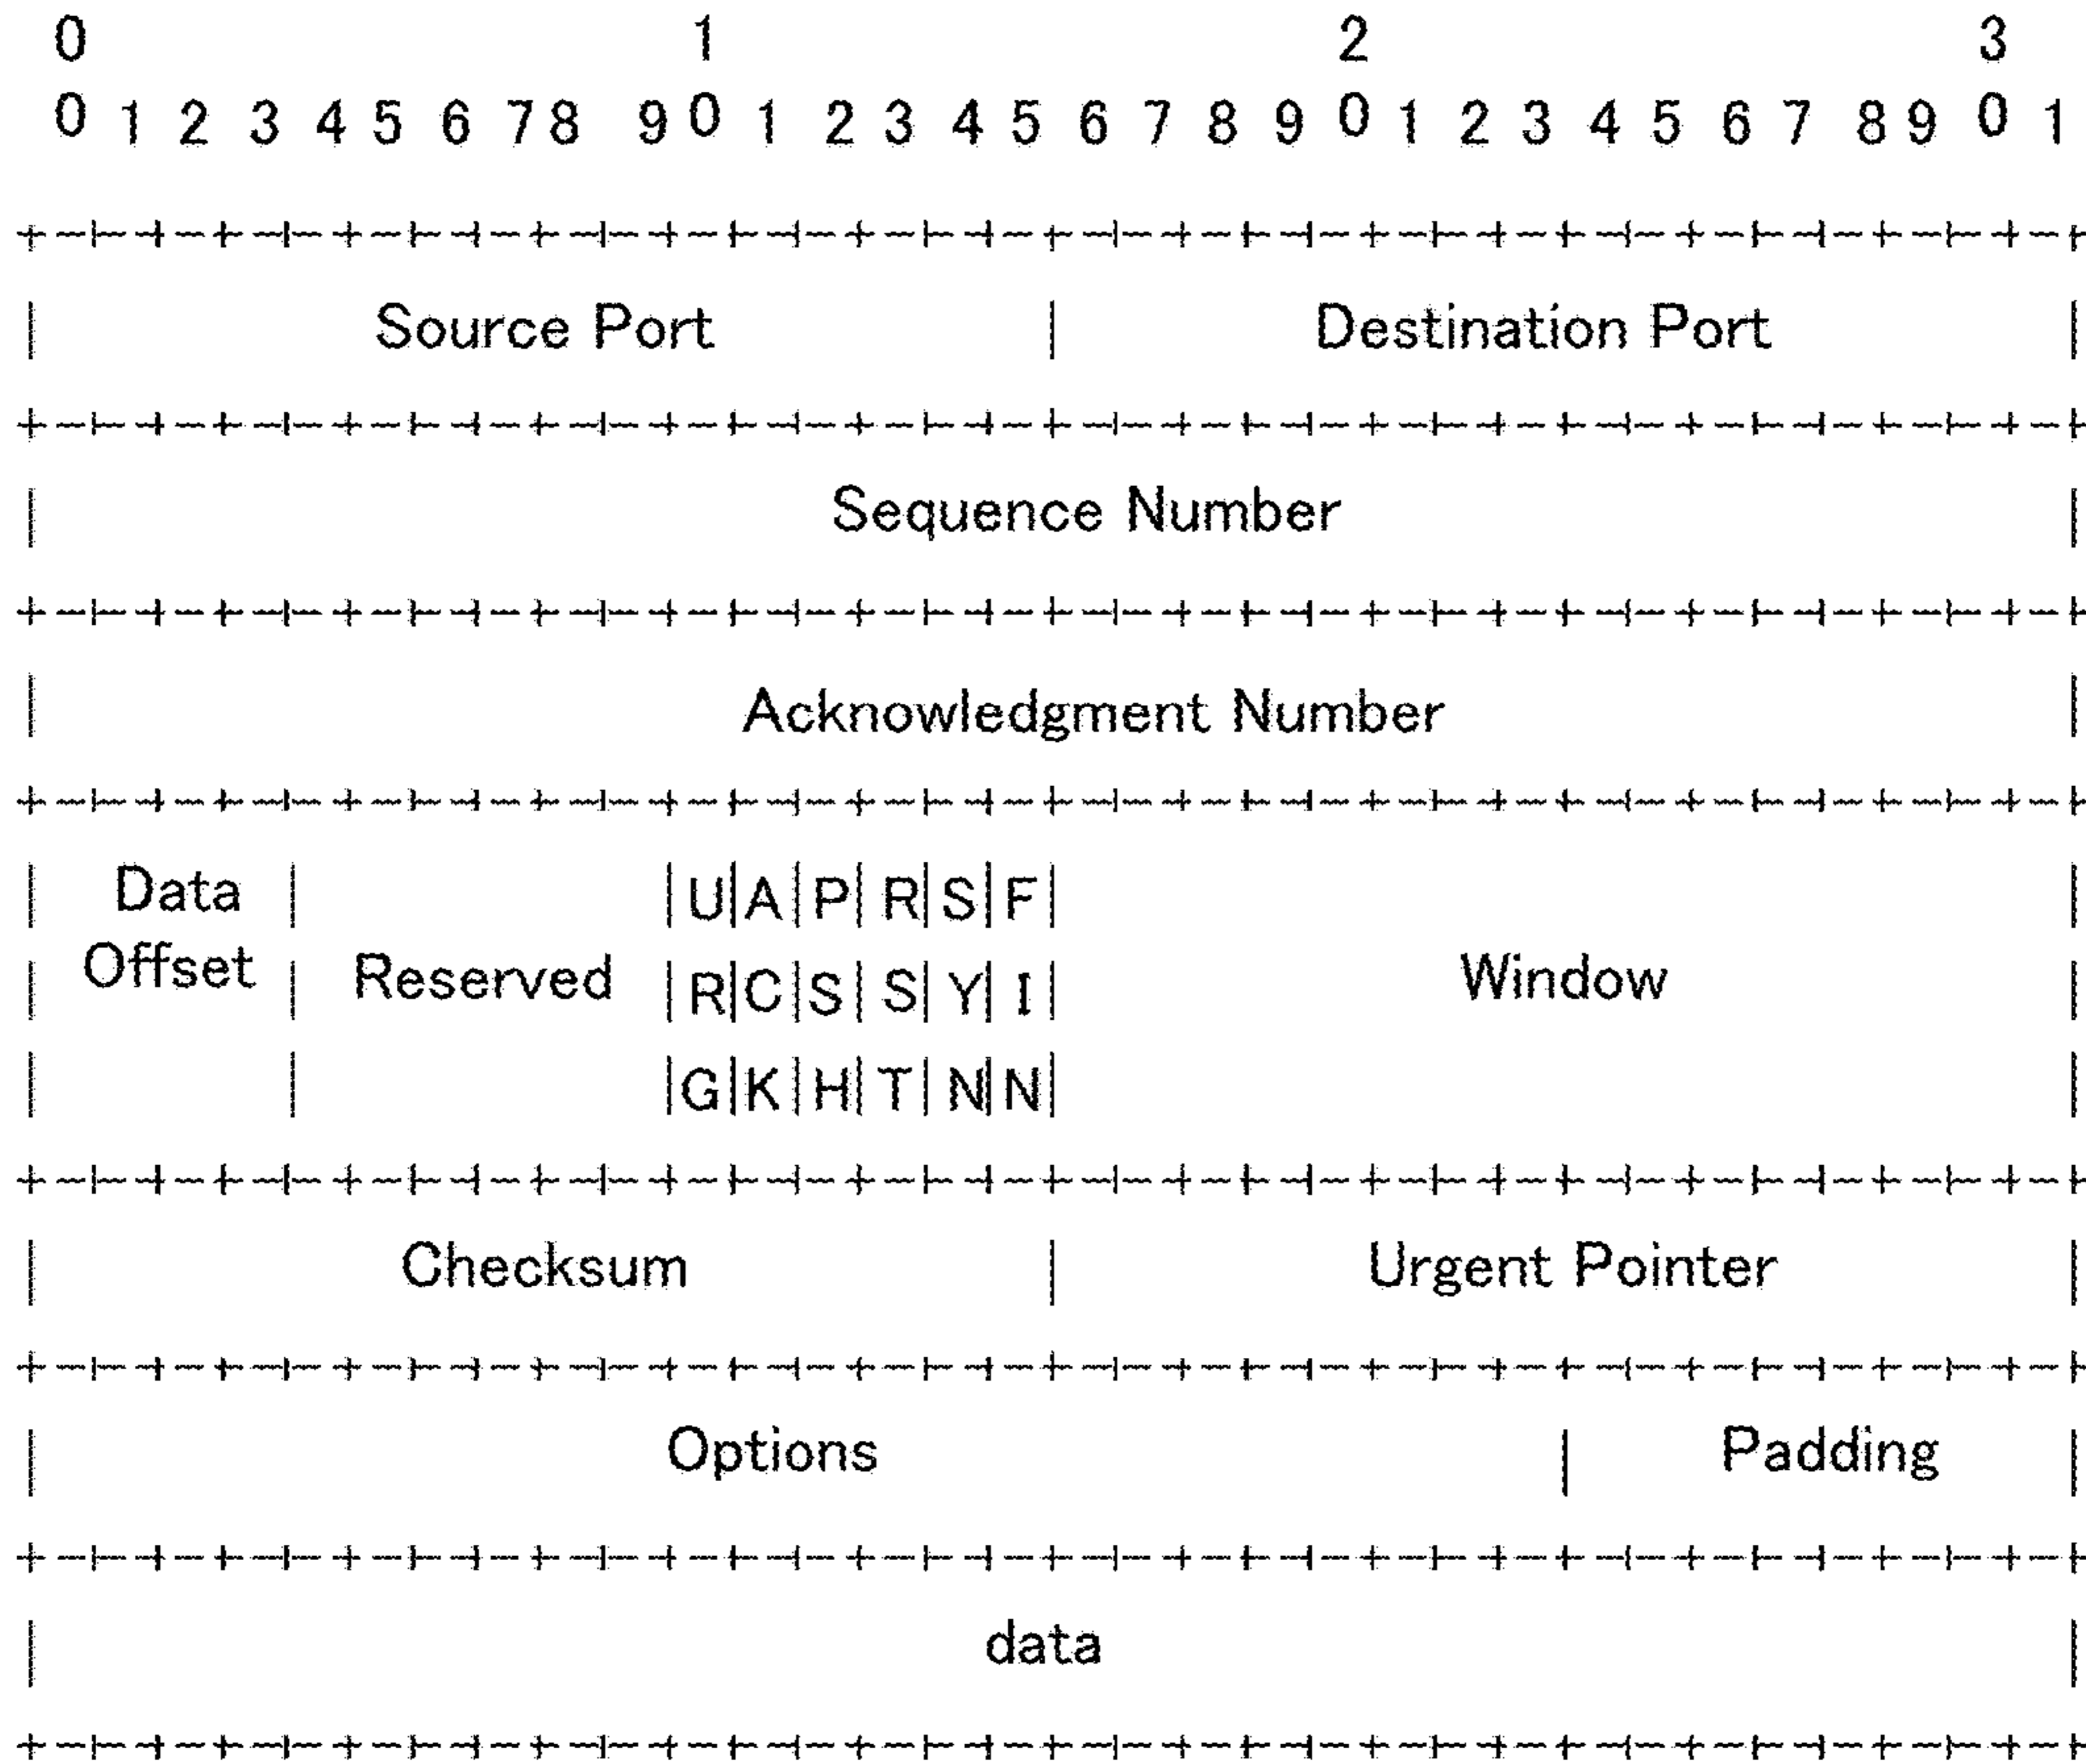 0 1 2 3
0 1 2 3 4 5 6 7 8 9 0 1 2 3 4 5 6 7 8 9 0 1 2 3 4 5 6 7 8 9 0 1
+-+-+-+-+-+-+-+-+-+-+-+-+-+-+-+-+-+-+-+-+-+-+-+-+-+-+-+-+-+-+-+-+
| Source Port | Destination Port |
+-+-+-+-+-+-+-+-+-+-+-+-+-+-+-+-+-+-+-+-+-+-+-+-+-+-+-+-+-+-+-+-+
| Sequence Number |
+-+-+-+-+-+-+-+-+-+-+-+-+-+-+-+-+-+-+-+-+-+-+-+-+-+-+-+-+-+-+-+-+
| Acknowledgment Number |
+-+-+-+-+-+-+-+-+-+-+-+-+-+-+-+-+-+-+-+-+-+-+-+-+-+-+-+-+-+-+-+-+
| Data | |U|A|P|R|S|F| |
| Offset | Reserved |R|C|S|S|Y|I| Window |
| | |G|K|H|T|N|N| |
+-+-+-+-+-+-+-+-+-+-+-+-+-+-+-+-+-+-+-+-+-+-+-+-+-+-+-+-+-+-+-+-+
| Checksum | Urgent Pointer |
+-+-+-+-+-+-+-+-+-+-+-+-+-+-+-+-+-+-+-+-+-+-+-+-+-+-+-+-+-+-+-+-+
| Options | Padding |
+-+-+-+-+-+-+-+-+-+-+-+-+-+-+-+-+-+-+-+-+-+-+-+-+-+-+-+-+-+-+-+-+
| data |
+-+-+-+-+-+-+-+-+-+-+-+-+-+-+-+-+-+-+-+-+-+-+-+-+-+-+-+-+-+-+-+-+